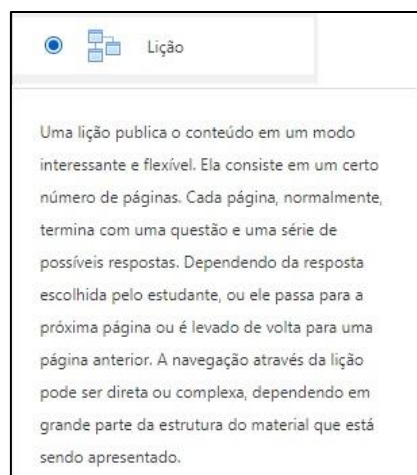 Lição
Uma lição publica o conteúdo em um modo
interessante e flexível. Ela consiste em um certo
número de páginas. Cada página, normalmente,
termina com uma questão e uma série de
possíveis respostas. Dependendo da resposta
escolhida pelo estudante, ou ele passa para a
próxima página ou é levado de volta para uma
página anterior. A navegação através da lição
pode ser direta ou complexa, dependendo em
grande parte da estrutura do material que está
sendo apresentado.